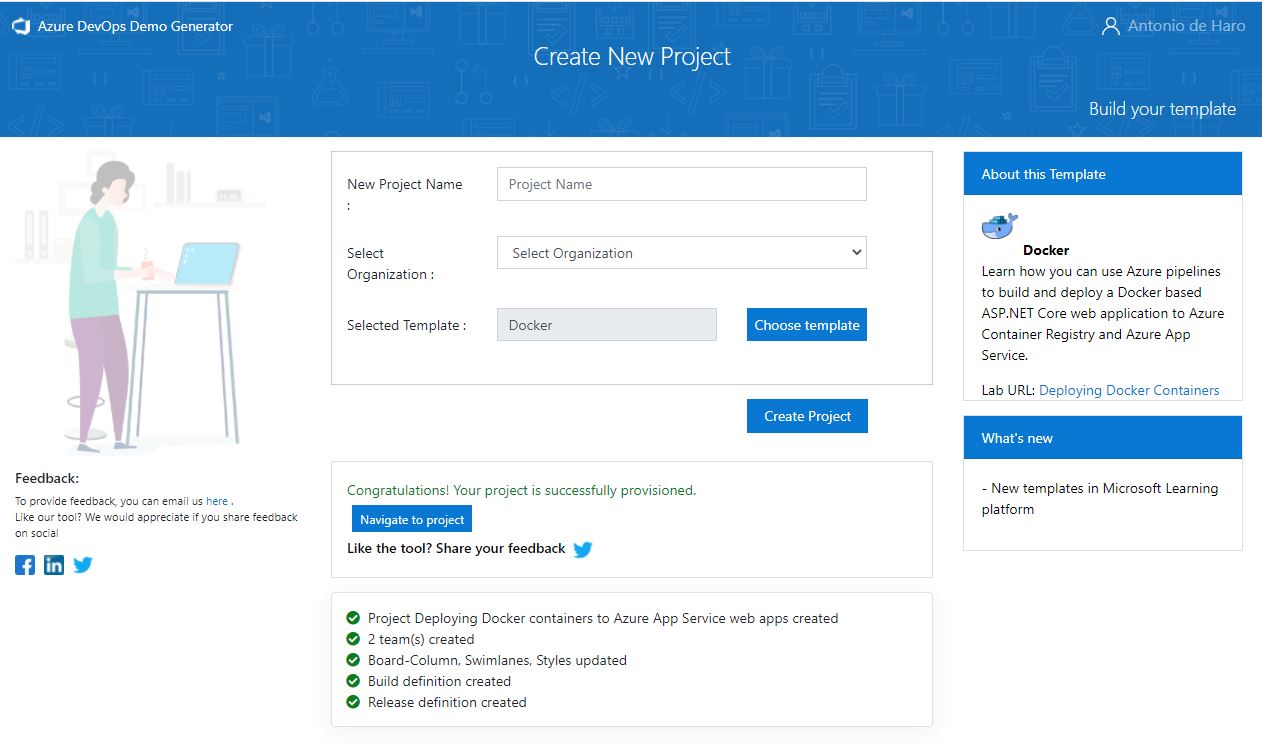 Azure DevOps Demo Generator
Antonio de Haro
Create New Project
Build your template
New Project Name
:
Project Name
Select
Organization :
Select Organization
Selected Template :
Docker
Choose template
Create Project
About this Template
Docker
Learn how you can use Azure pipelines
to build and deploy a Docker based
ASP.NET Core web application to Azure
Container Registry and Azure App
Service.
Lab URL: Deploying Docker Containers
What's new
- New templates in Microsoft Learning
platform
Feedback:
To provide feedback, you can email us here .
Like our tool? We would appreciate if you share feedback
on social
Congratulations! Your project is successfully provisioned.
Navigate to project
Like the tool? Share your feedback
Project Deploying Docker containers to Azure App Service web apps created
2 team(s) created
Board-Column, Swimlanes, Styles updated
Build definition created
Release definition created